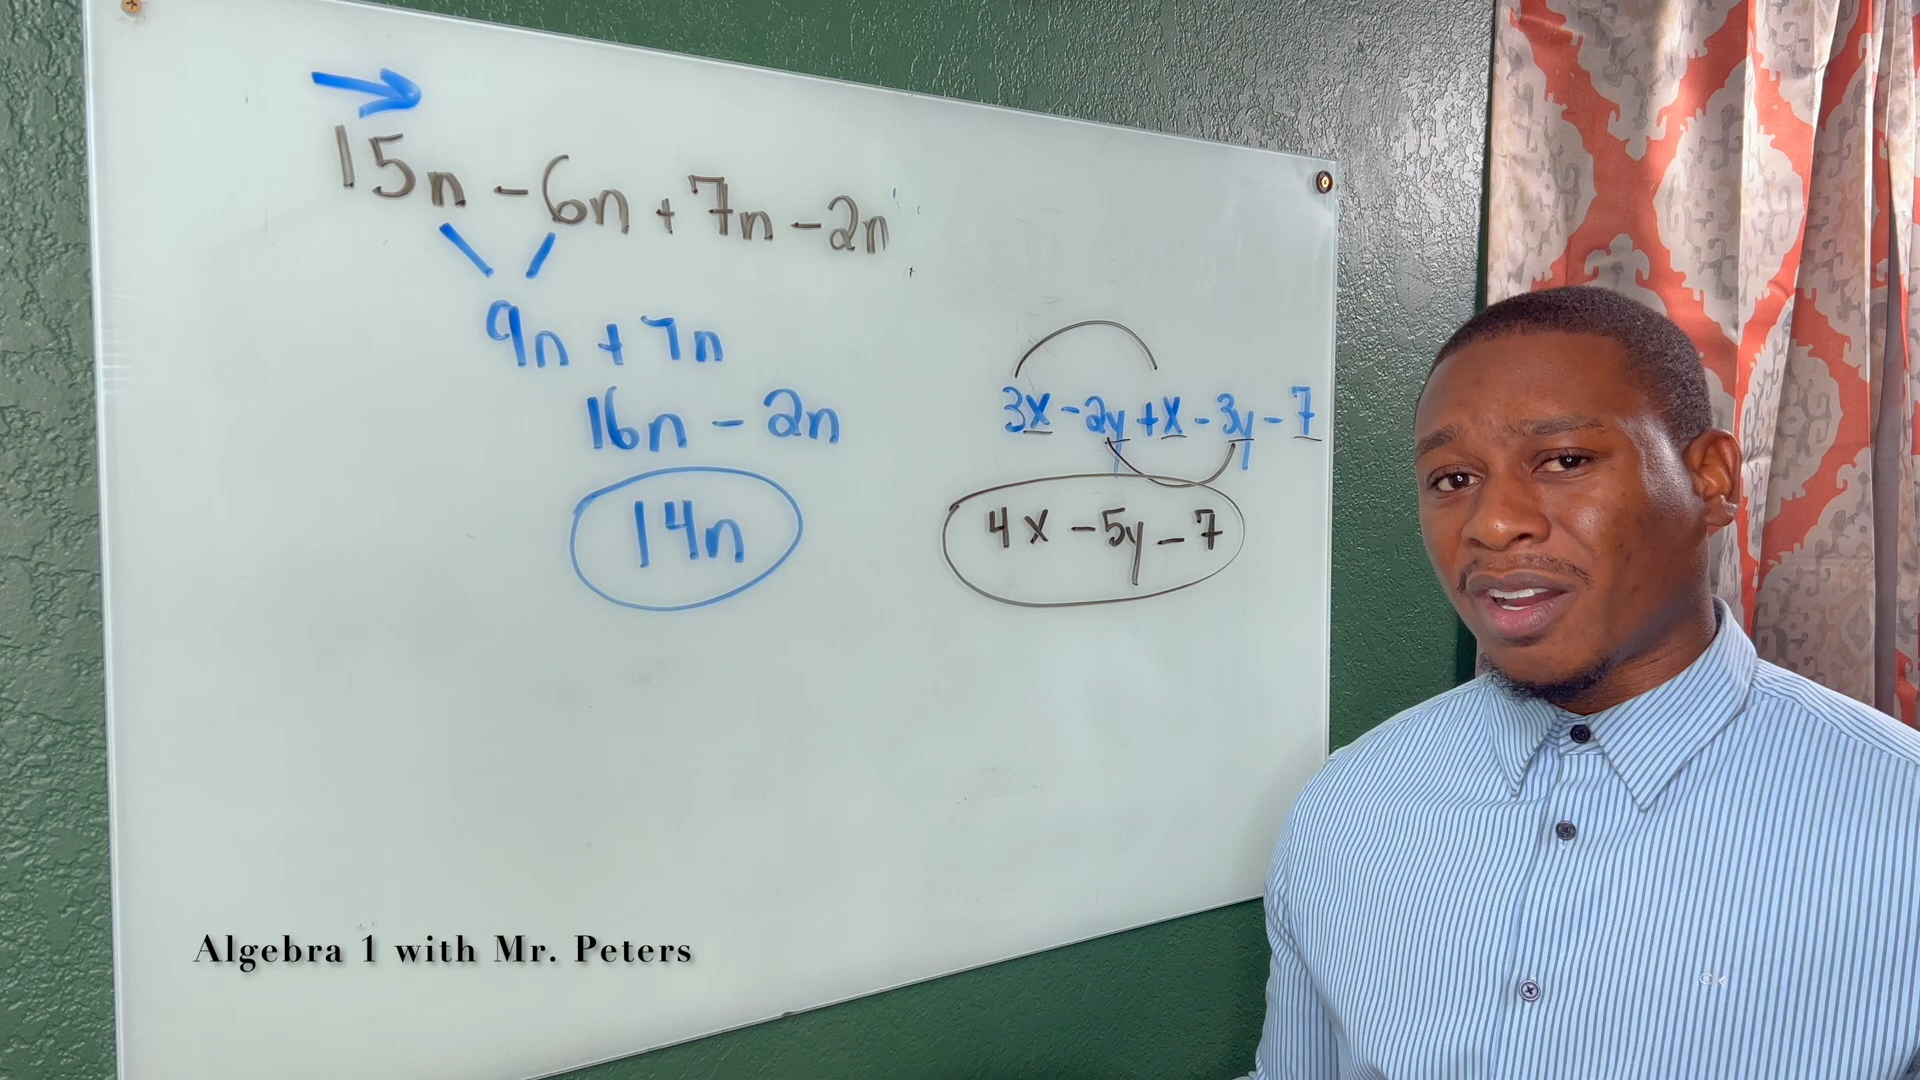 15n - 6n + 7n - 2n
9n + 7n
16n - 2n
14n
3x - 2y + x - 3y - 7
4x - 5y - 7
Algebra 1 with Mr. Peters
CK